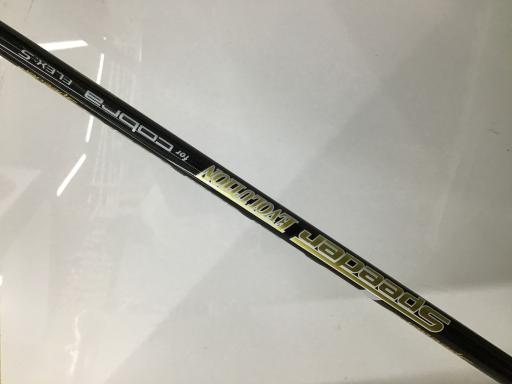 Speeder
EVOLUTION
for cobra FLEX-S